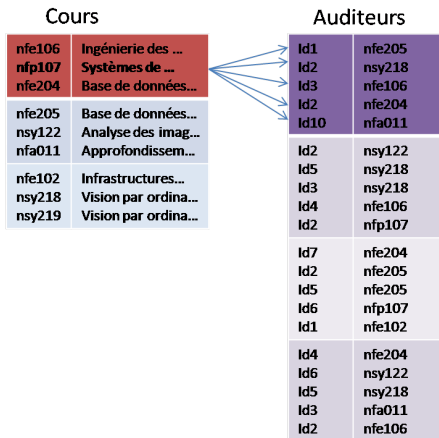 Cours
nfe106 Ingénierie des ...
nfp107 Systèmes de ...
nfe204 Base de données...
nfe205 Base de données...
nsy122 Analyse des imag...
nfa011 Approfondissem...
nfe102 Infrastructures...
nsy218 Vision par ordina...
nsy219 Vision par ordina...
Auditeurs
Id1 nfe205
Id2 nsy218
Id3 nfe106
Id2 nfe204
Id10 nfa011
Id2 nsy122
Id5 nsy218
Id3 nsy218
Id4 nfe106
Id2 nfp107
Id7 nfe204
Id2 nfe205
Id5 nfe205
Id6 nfp107
Id1 nfe102
Id4 nfe204
Id6 nsy122
Id5 nsy218
Id3 nfa011
Id2 nfe106